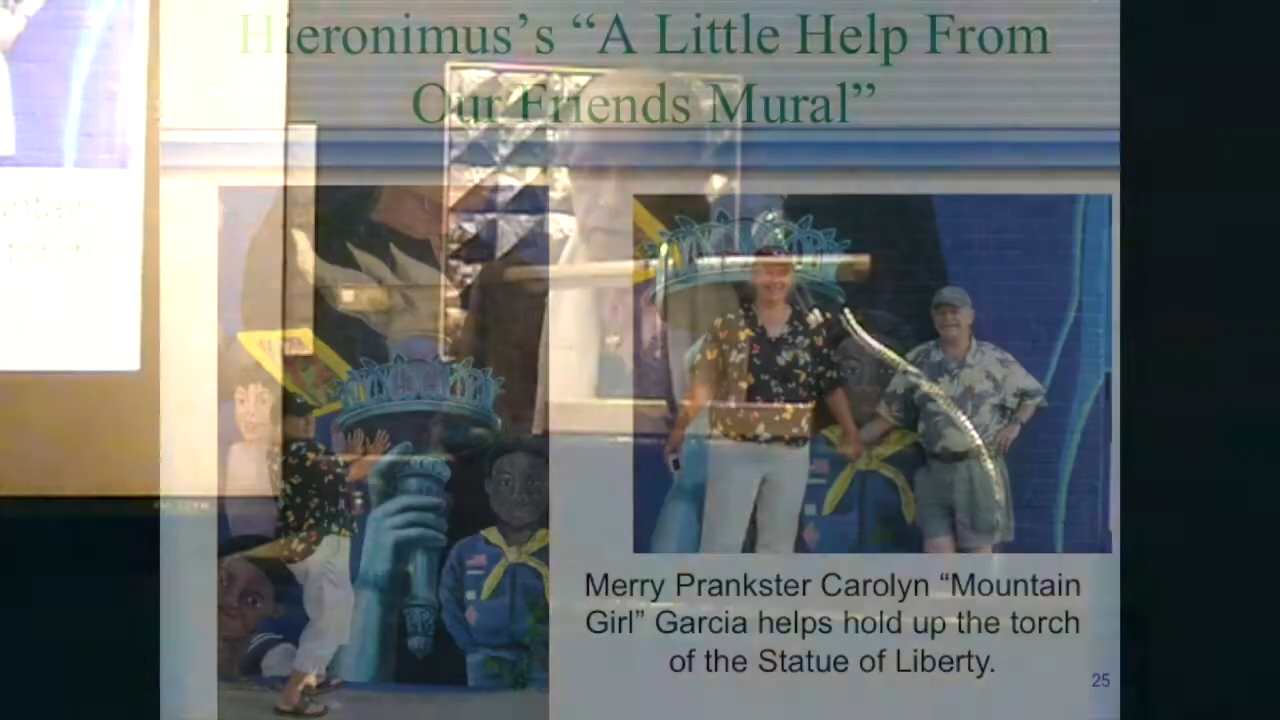 Hieronimus's “A Little Help From
Our Friends Mural”
Merry Prankster Carolyn “Mountain
Girl” Garcia helps hold up the torch
of the Statue of Liberty.
25